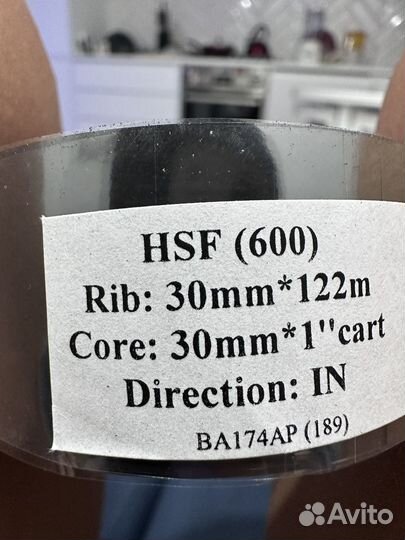 HSF (600)
Rib: 30mm*122m
Core: 30mm*1''cart
Direction: IN
BA174AP (189)
Avito